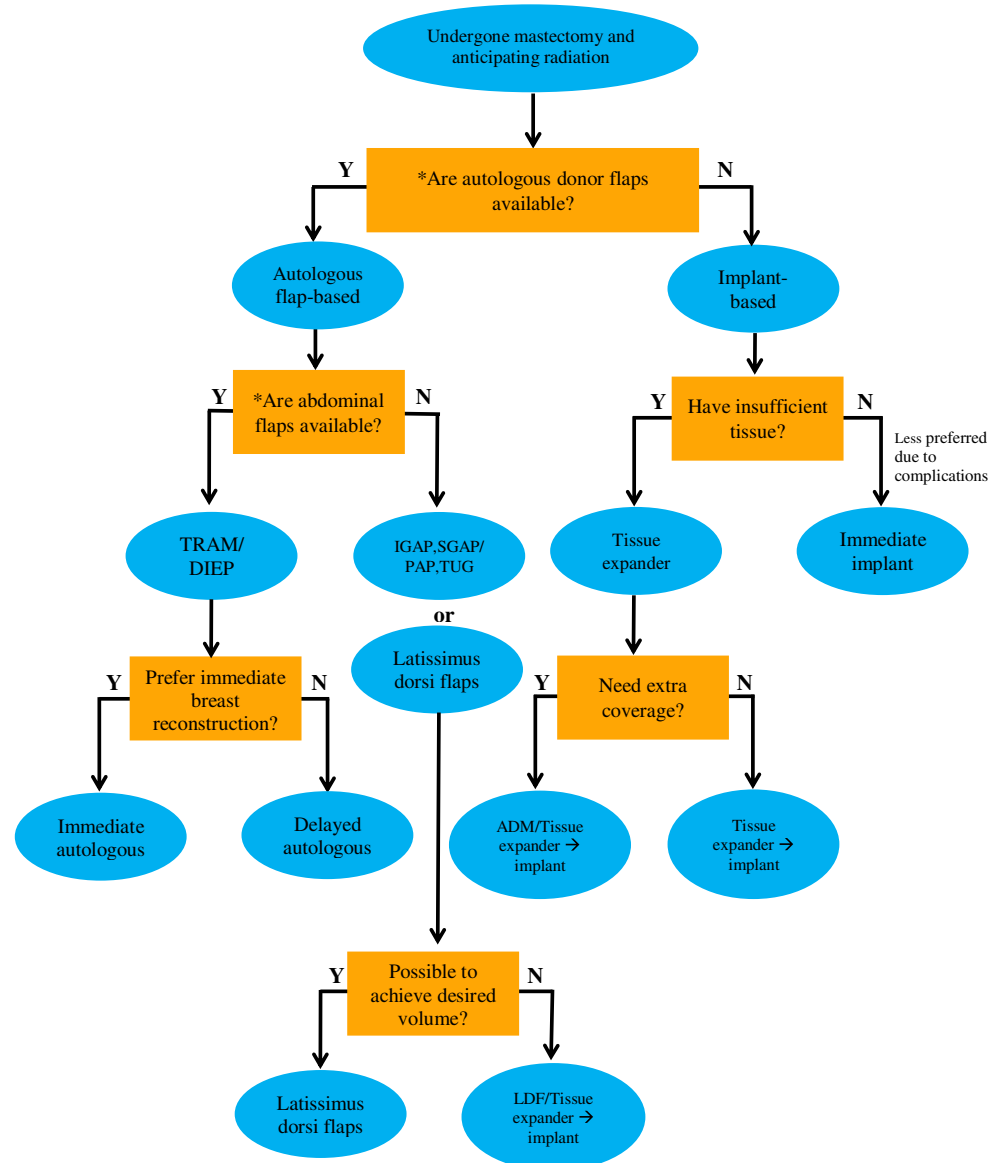 Undergone mastectomy and
anticipating radiation
Y
*Are autologous donor flaps
available?
N
Autologous
flap-based
Implant-
based
Y
*Are abdominal
flaps available?
N
Y
Have insufficient
tissue?
N
Less preferred
due to
complications
TRAM/
DIEP
IGAP,SGAP/
PAP,TUG
Tissue
expander
Immediate
implant
or
Latissimus
dorsi flaps
Y
Prefer immediate
breast
reconstruction?
N
Y
Need extra
coverage?
N
Immediate
autologous
Delayed
autologous
ADM/Tissue
expander →
implant
Tissue
expander →
implant
Y
Possible to
achieve desired
volume?
N
Latissimus
dorsi flaps
LDF/Tissue
expander →
implant